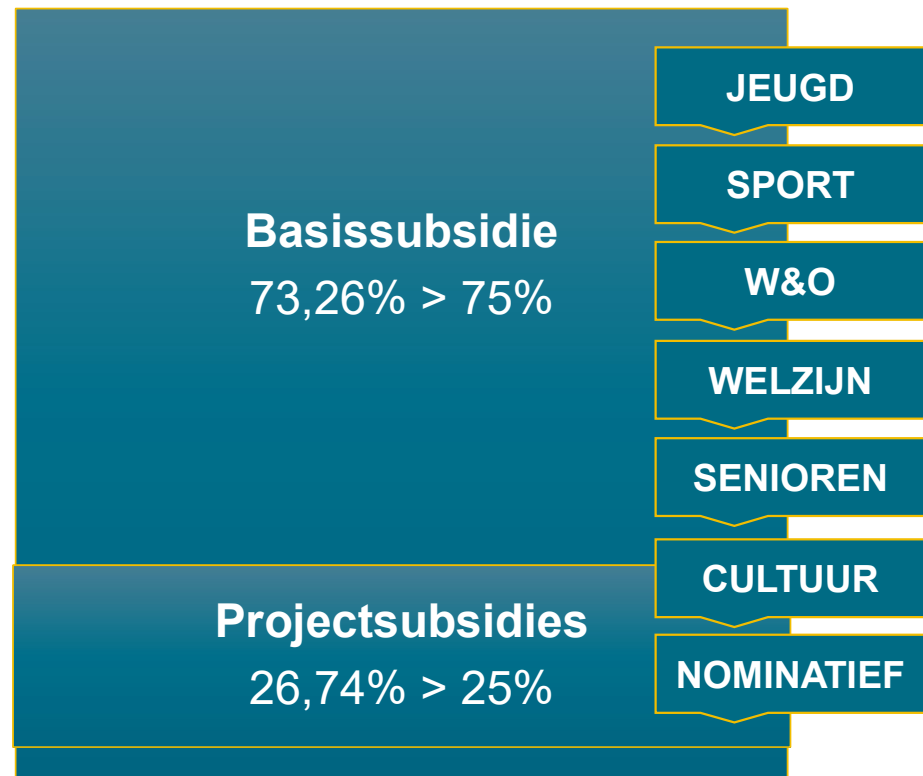 Basissubsidie
73,26% > 75%
Projectsubsidies
26,74% > 25%
JEUGD
SPORT
W&O
WELZIJN
SENIOREN
CULTUUR
NOMINATIEF